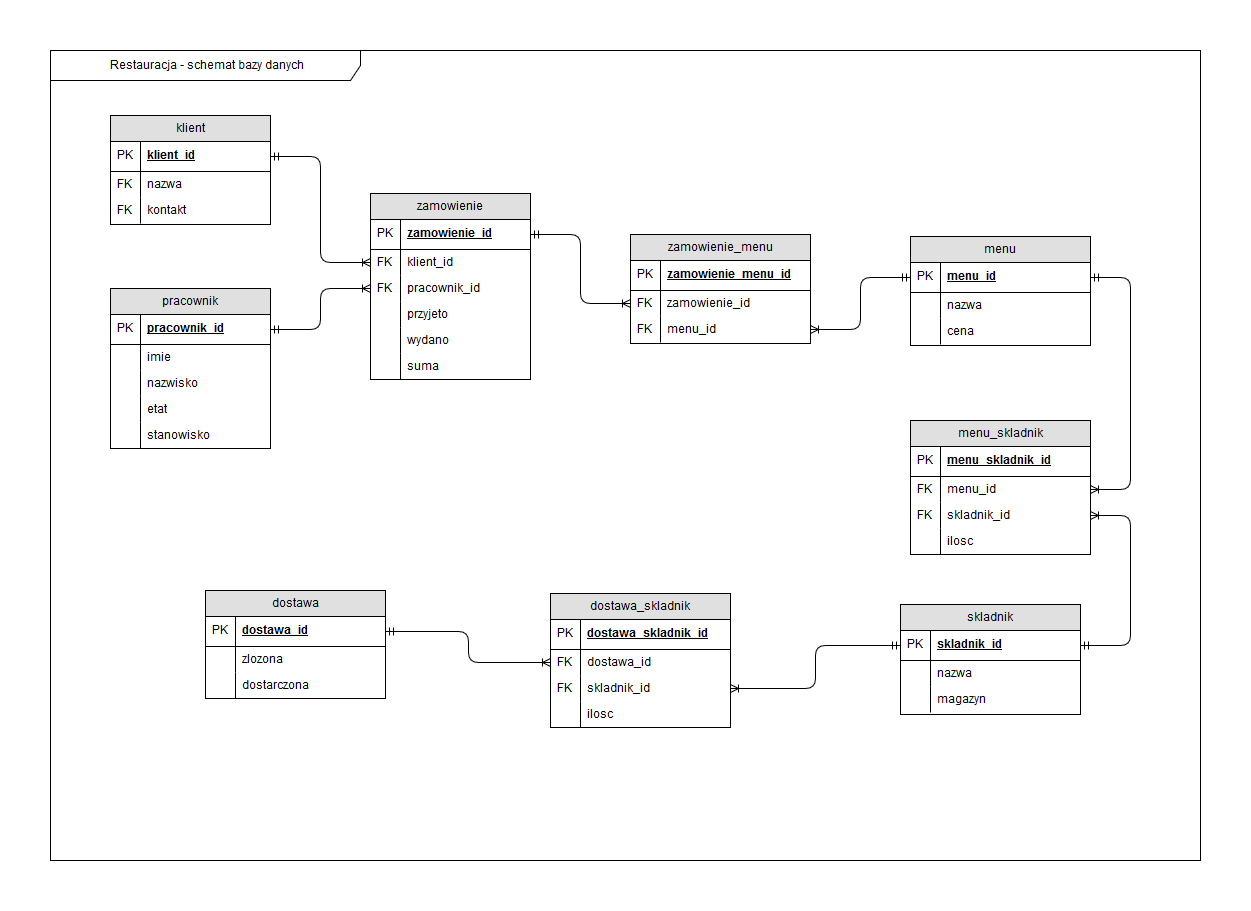 Restauracja - schemat bazy danych
klient
PK klient_id
FK nazwa
FK kontakt
pracownik
PK pracownik_id
imie
nazwisko
etat
stanowisko
zamowienie
PK zamowienie_id
FK klient_id
FK pracownik_id
przyjeto
wydano
suma
zamowienie_menu
PK zamowienie_menu_id
FK zamowienie_id
FK menu_id
menu
PK menu_id
nazwa
cena
menu_skladnik
PK menu_skladnik_id
FK menu_id
FK skladnik_id
ilosc
dostawa
PK dostawa_id
zlozona
dostarczona
dostawa_skladnik
PK dostawa_skladnik_id
FK dostawa_id
FK skladnik_id
ilosc
skladnik
PK skladnik_id
nazwa
magazyn